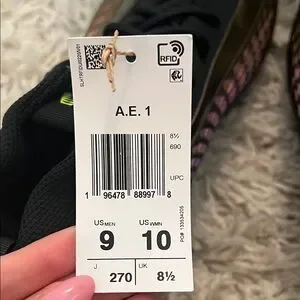 RFID
A.E. 1
8½
690
UPC
1 96478 88997 8
US MEN
9
US WMN
10
J
270
UK
8½